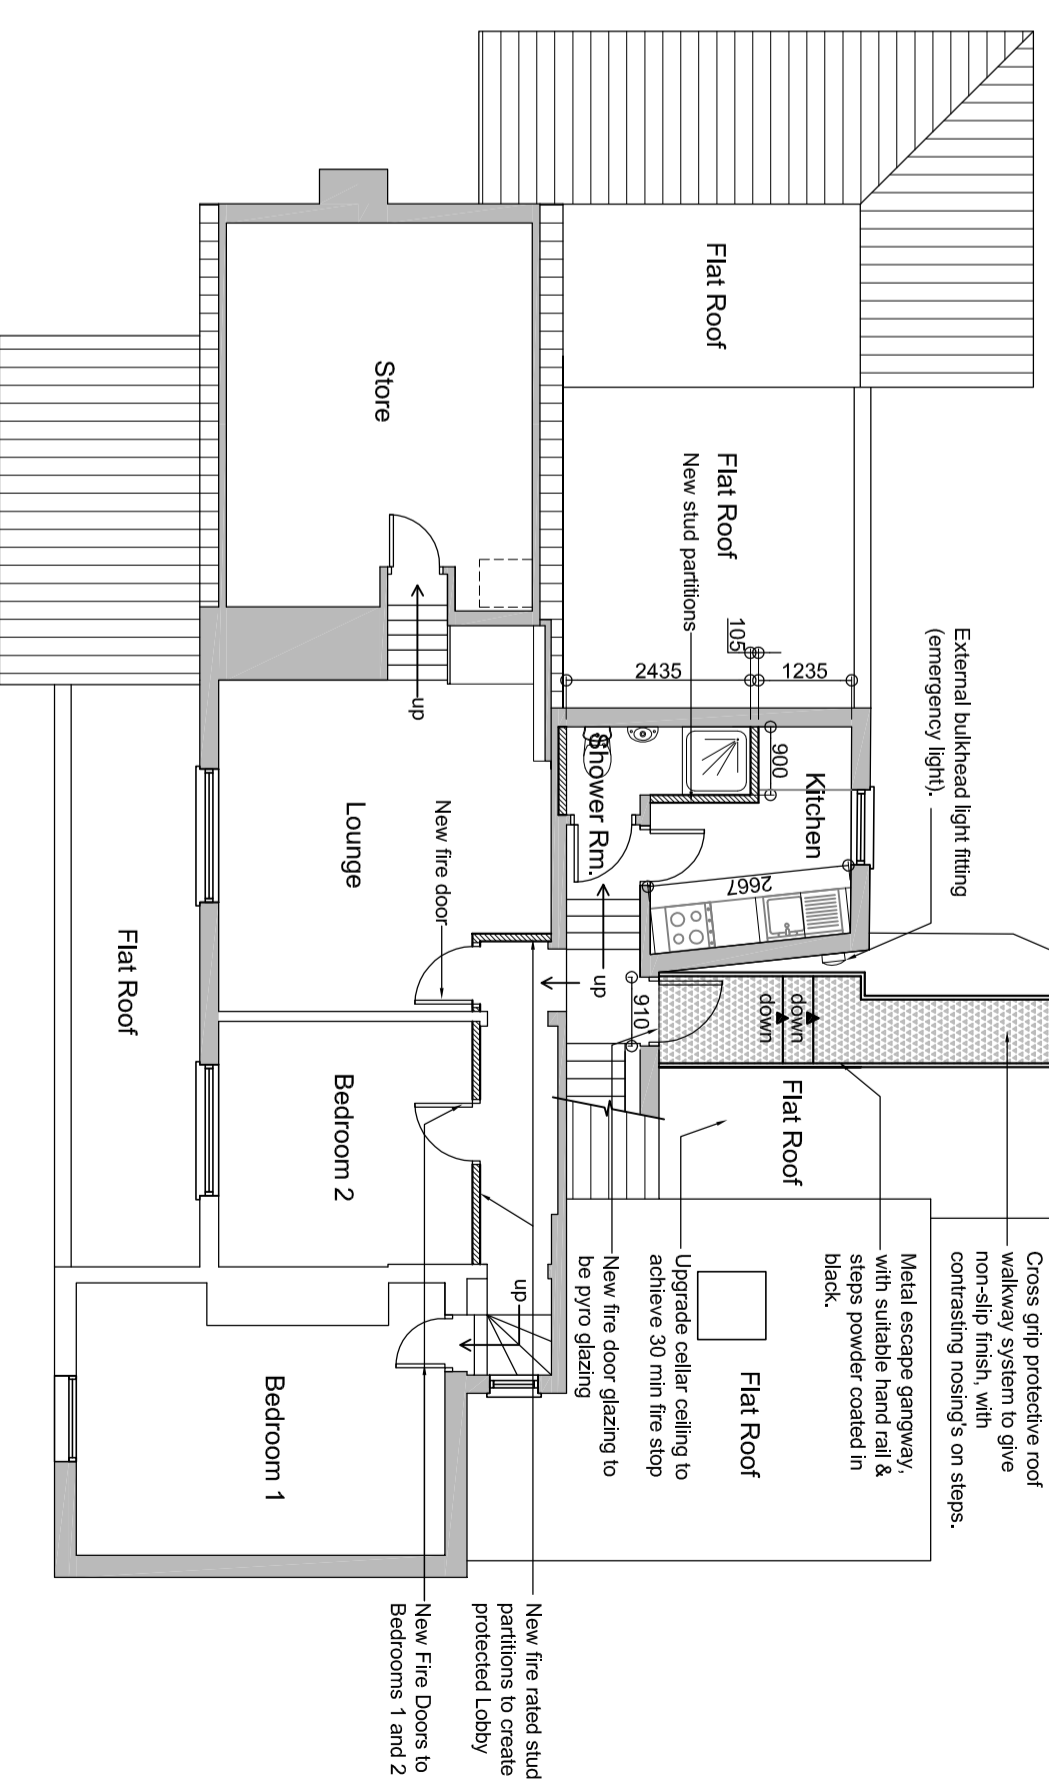 External bulkhead light fitting
(emergency light).
Cross grip protective roof
walkway system to give
non-slip finish, with
contrasting nosing's on steps.
Metal escape gangway,
with suitable hand rail &
steps powder coated in
black.
Flat Roof
Flat Roof
New stud partitions
105
2435
1235
900
Kitchen
2667
Shower Rm.
down
down
Flat Roof
910
up
up
Upgrade cellar ceiling to
achieve 30 min fire stop
New fire door glazing to
be pyro glazing
Flat Roof
Store
up
Lounge
New fire door
Bedroom 2
up
Bedroom 1
New fire rated stud
partitions to create
protected Lobby
New Fire Doors to
Bedrooms 1 and 2
Flat Roof